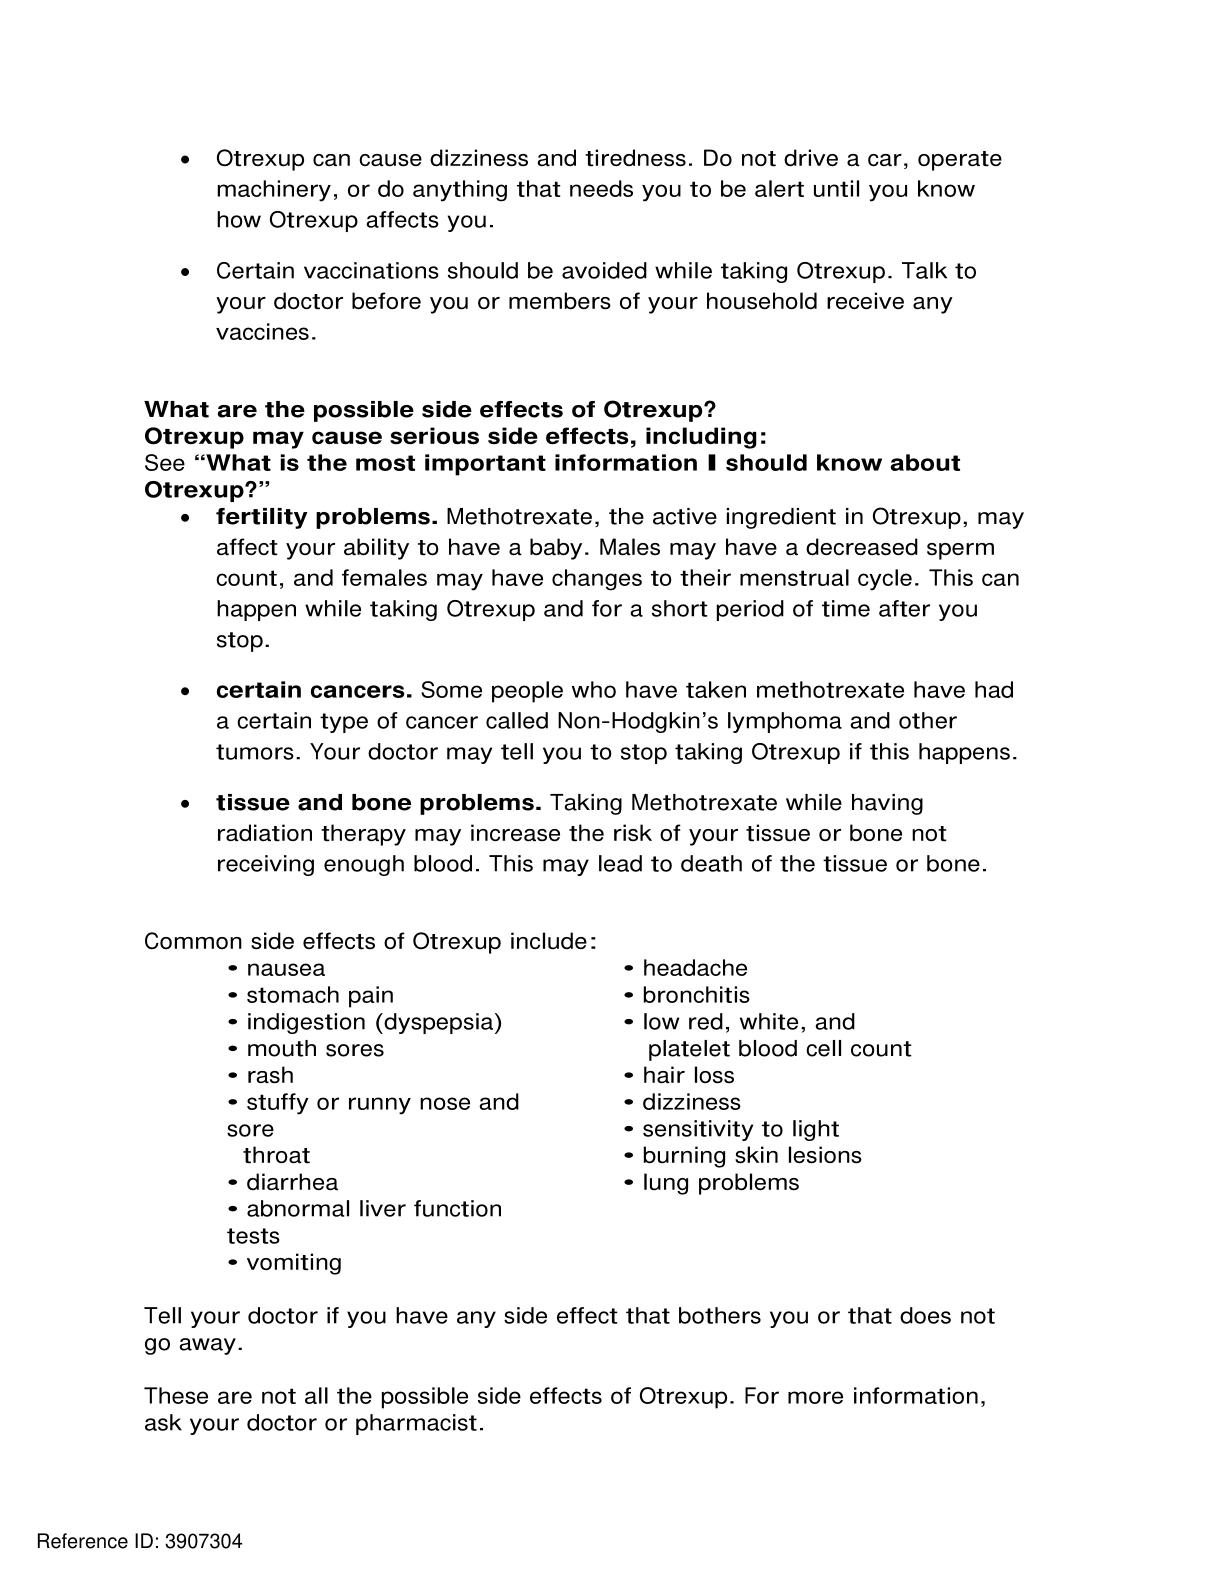 • Otrexup can cause dizziness and tiredness. Do not drive a car, operate
machinery, or do anything that needs you to be alert until you know
how Otrexup affects you.
• Certain vaccinations should be avoided while taking Otrexup. Talk to
your doctor before you or members of your household receive any
vaccines.
What are the possible side effects of Otrexup?
Otrexup may cause serious side effects, including:
See “What is the most important information I should know about
Otrexup?”
• fertility problems. Methotrexate, the active ingredient in Otrexup, may
affect your ability to have a baby. Males may have a decreased sperm
count, and females may have changes to their menstrual cycle. This can
happen while taking Otrexup and for a short period of time after you
stop.
• certain cancers. Some people who have taken methotrexate have had
a certain type of cancer called Non-Hodgkin’s lymphoma and other
tumors. Your doctor may tell you to stop taking Otrexup if this happens.
• tissue and bone problems. Taking Methotrexate while having
radiation therapy may increase the risk of your tissue or bone not
receiving enough blood. This may lead to death of the tissue or bone.
Common side effects of Otrexup include:
• nausea
• stomach pain
• indigestion (dyspepsia)
• mouth sores
• rash
• stuffy or runny nose and
sore
throat
• diarrhea
• abnormal liver function
tests
• vomiting
• headache
• bronchitis
• low red, white, and
platelet blood cell count
• hair loss
• dizziness
• sensitivity to light
• burning skin lesions
• lung problems
Tell your doctor if you have any side effect that bothers you or that does not
go away.
These are not all the possible side effects of Otrexup. For more information,
ask your doctor or pharmacist.
Reference ID: 3907304